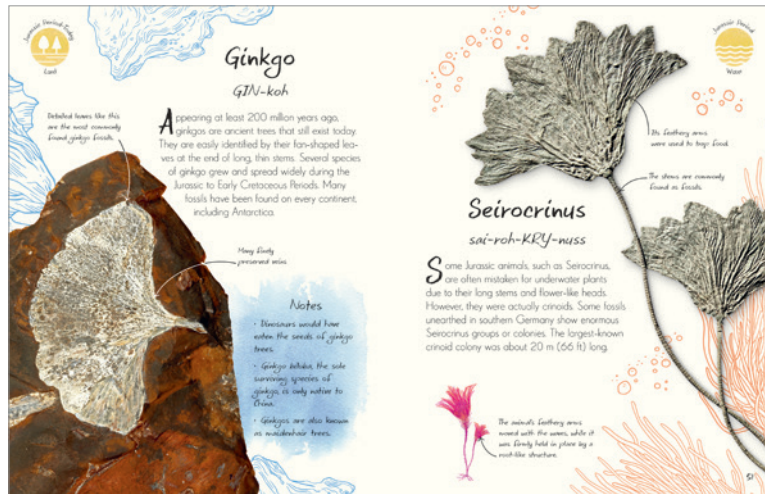 Jurassic Period-Today
Land
Ginkgo
GIN-koh
Detailed leaves like this
are the most commonly
found ginkgo fossils.
Appearing at least 200 million years ago,
ginkgos are ancient trees that still exist today.
They are easily identified by their fan-shaped lea-
ves at the end of long, thin stems. Several species
of ginkgo grew and spread widely during the
Jurassic to Early Cretaceous Periods. Many
fossils have been found on every continent,
including Antarctica.
Many finely
preserved veins.
Notes
· Dinosaurs would have
eaten the seeds of ginkgo
trees.
· Ginkgo biloba, the sole
surviving species of
ginkgo, is only native to
China.
· Ginkgos are also known
as maidenhair trees.
Jurassic Period
Water
Its feathery arms
were used to trap food.
The stems are commonly
found as fossils.
Seirocrinus
sai-roh-KRY-nuss
Some Jurassic animals, such as Seirocrinus,
are often mistaken for underwater plants
due to their long stems and flower-like heads.
However, they were actually crinoids. Some fossils
unearthed in southern Germany show enormous
Seirocrinus groups or colonies. The largest-known
crinoid colony was about 20 m (66 ft) long.
The animal's feathery arms
moved with the waves, while it
was firmly held in place by a
root-like structure.
51